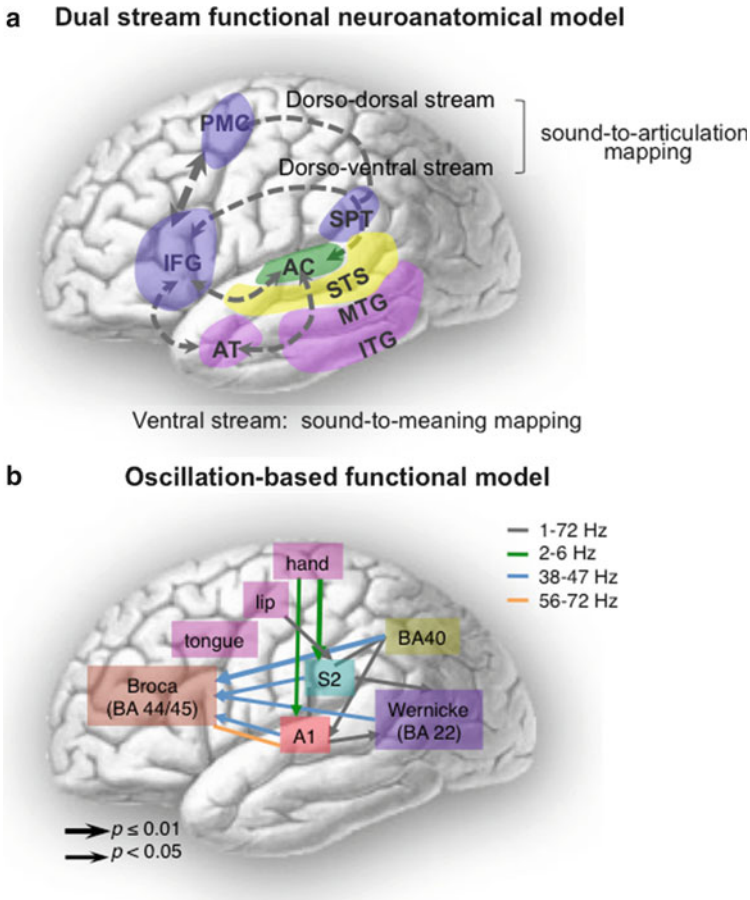 a Dual stream functional neuroanatomical model
Dorso-dorsal stream
PMC
sound-to-articulation
mapping
Dorso-ventral stream
SPT
IFG
AC
STS
MTG
AT
ITG
Ventral stream: sound-to-meaning mapping
b Oscillation-based functional model
1-72 Hz
2-6 Hz
38-47 Hz
56-72 Hz
hand
lip
tongue
BA40
S2
Broca
(BA 44/45)
Wernicke
(BA 22)
A1
p ≤ 0.01
p < 0.05